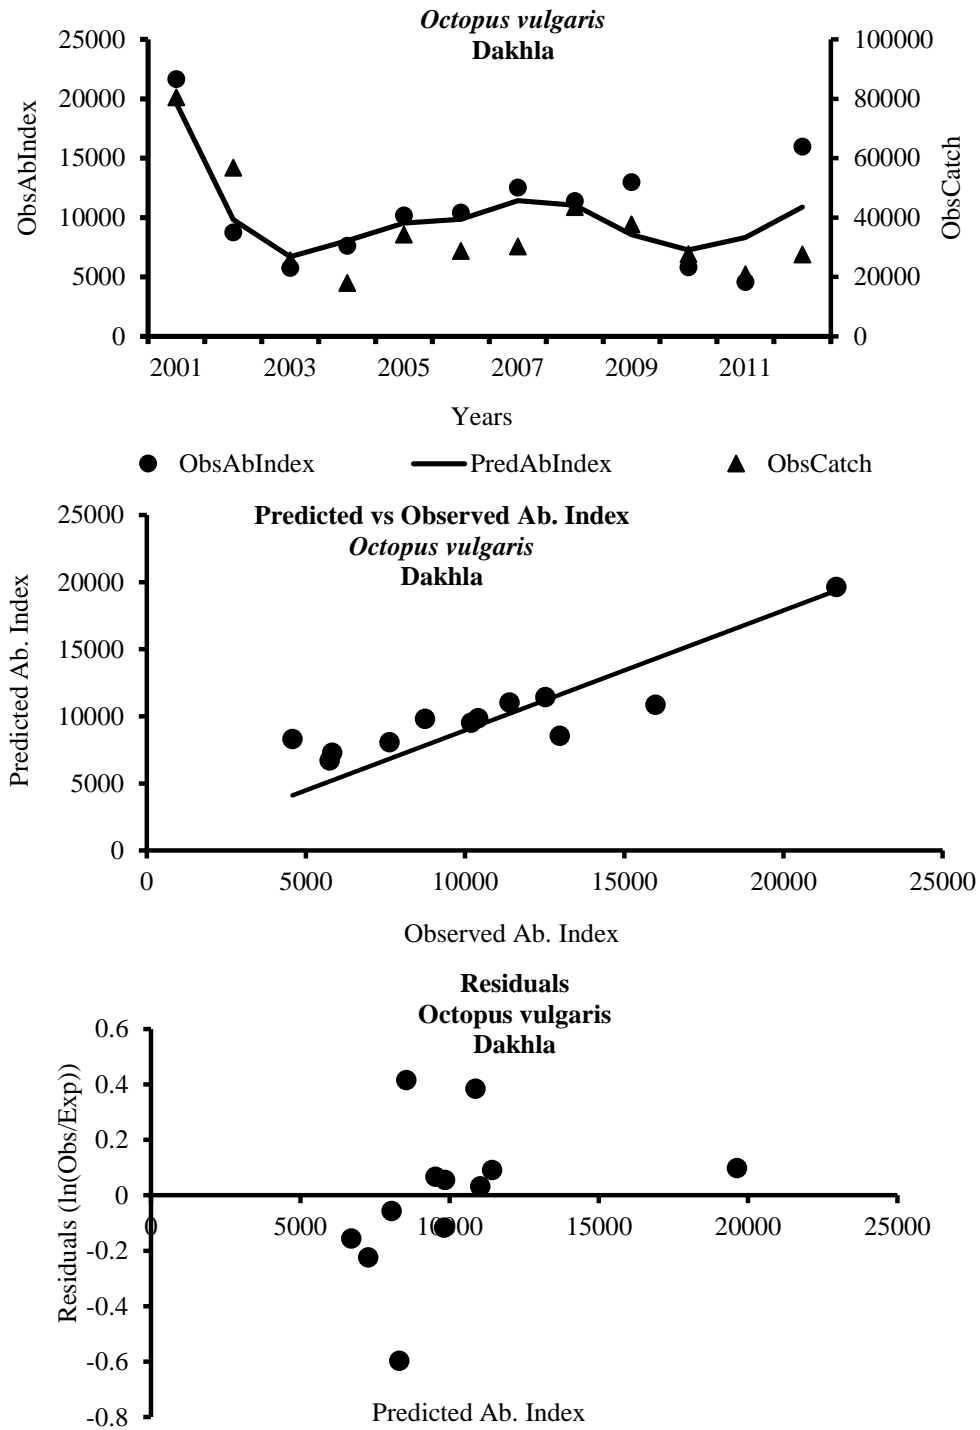 Octopus vulgaris
Dakhla
25000
20000
15000
10000
5000
0
ObsAbIndex
100000
80000
60000
40000
20000
0
ObsCatch
2001 2003 2005 2007 2009 2011
Years
ObsAbIndex PredAbIndex ObsCatch
Predicted vs Observed Ab. Index
Octopus vulgaris
Dakhla
25000
20000
15000
10000
5000
0
Predicted Ab. Index
0 5000 10000 15000 20000 25000
Observed Ab. Index
Residuals
Octopus vulgaris
Dakhla
0.6
0.4
0.2
0
-0.2
-0.4
-0.6
-0.8
Residuals (ln(Obs/Exp))
0 5000 10000 15000 20000 25000
Predicted Ab. Index